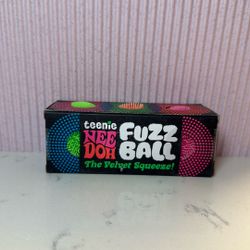 teenie
NEE DOH
FUZZ BALL
The Velvet Squeeze!